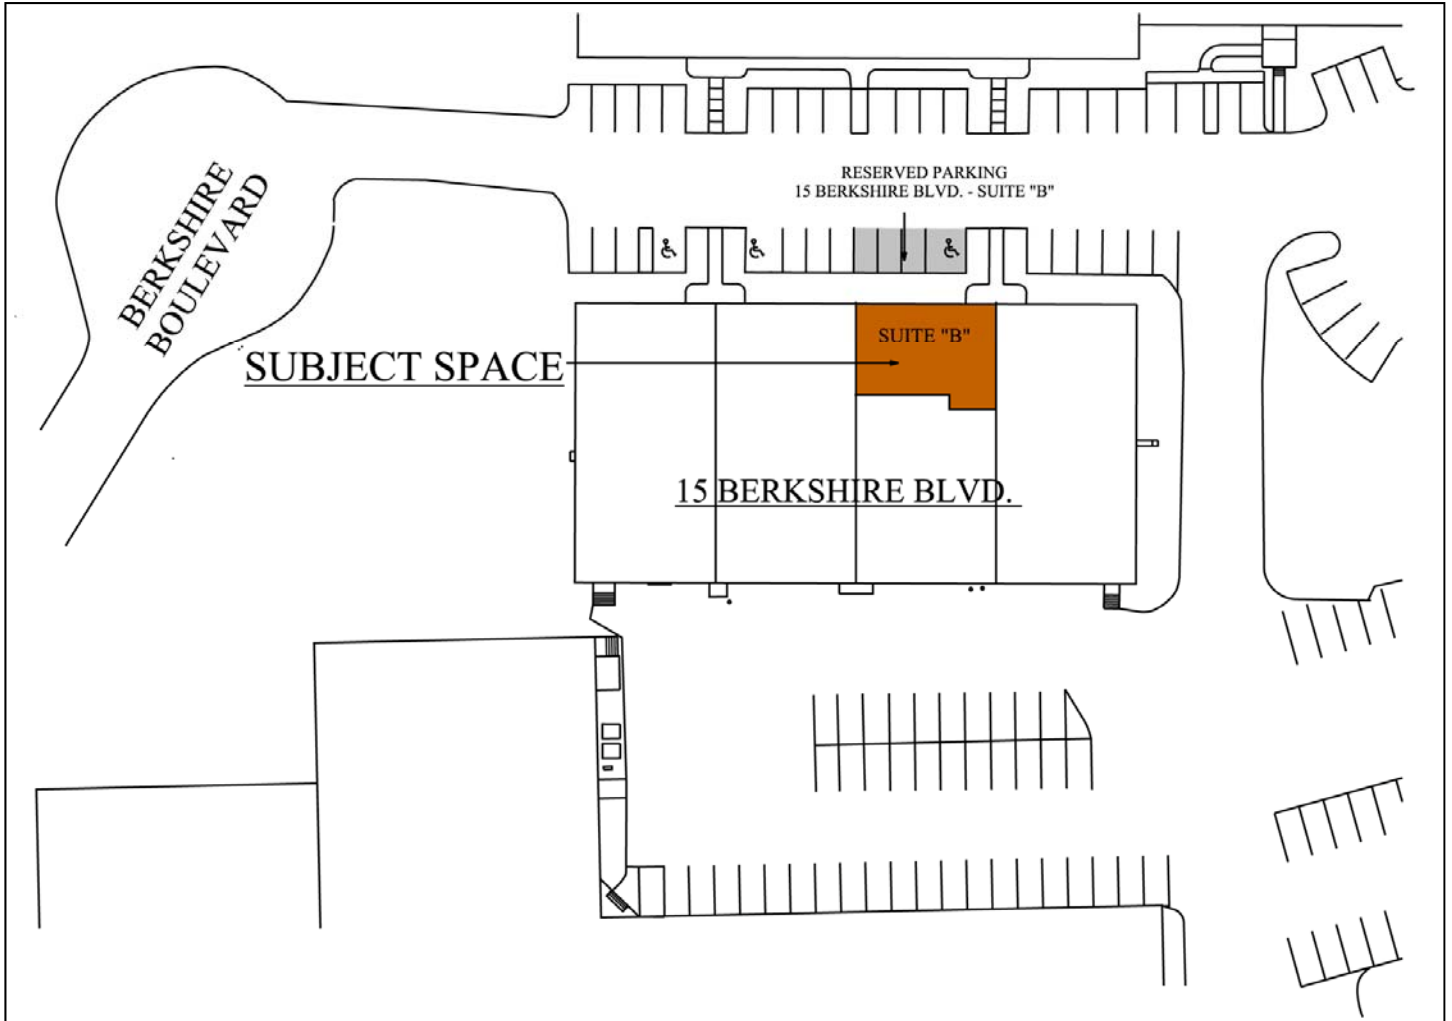 RESERVED PARKING
15 BERKSHIRE BLVD. - SUITE "B"
BERKSHIRE
BOULEVARD
SUITE "B"
SUBJECT SPACE
15 BERKSHIRE BLVD.